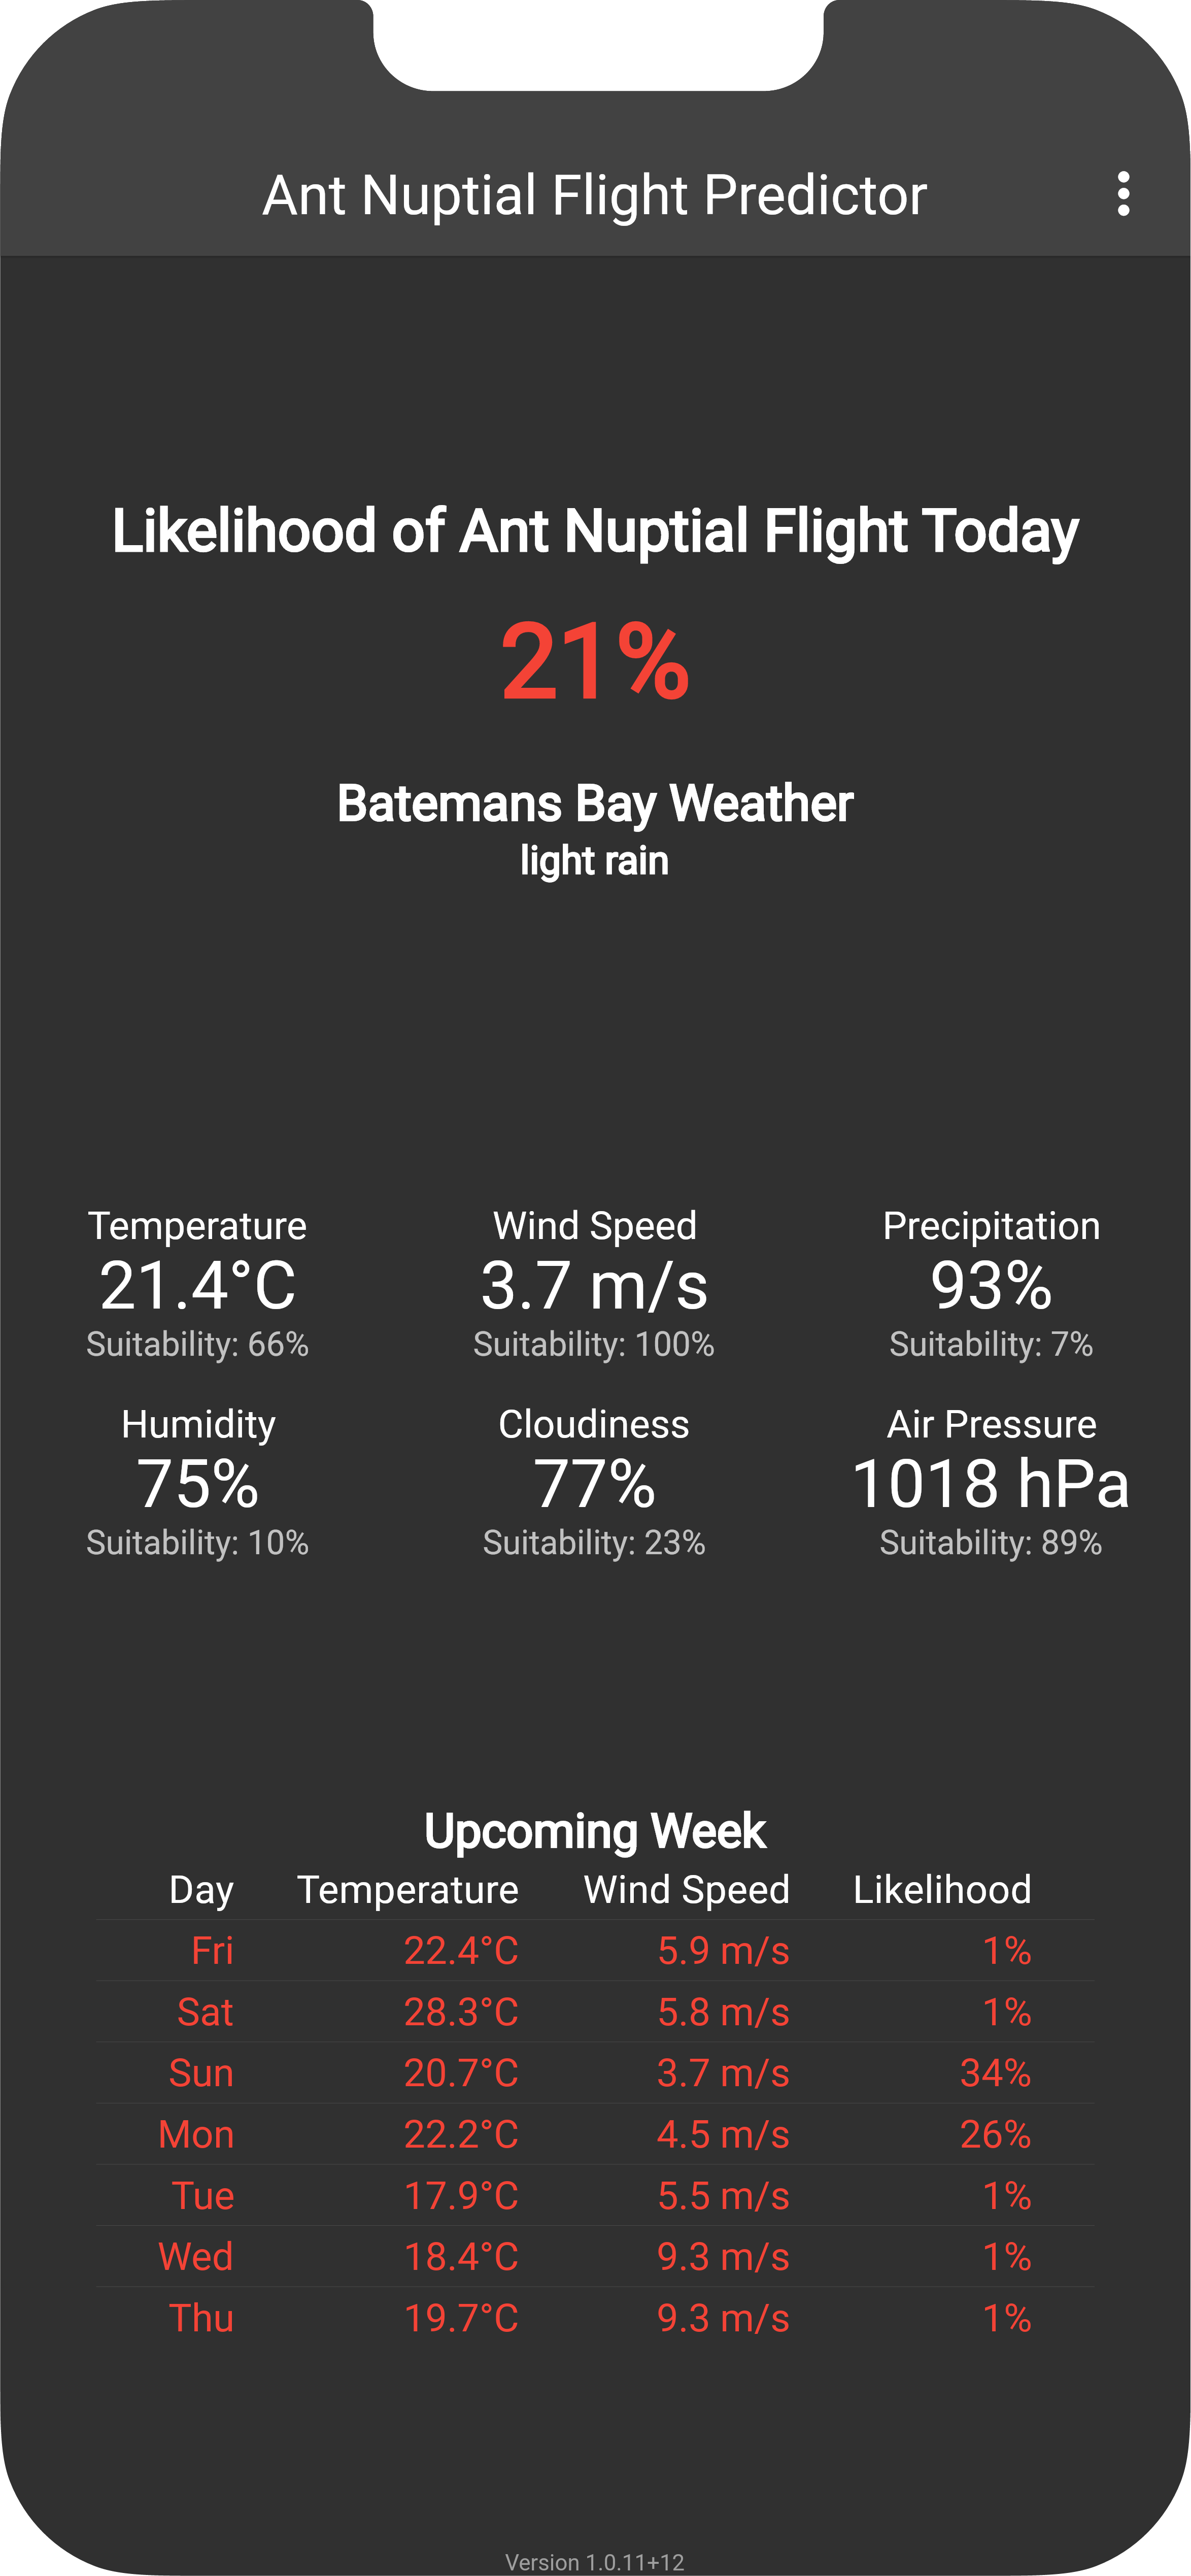 Ant Nuptial Flight Predictor
Likelihood of Ant Nuptial Flight Today
21%
Batemans Bay Weather
light rain
Temperature Wind Speed Precipitation
21.4°C 3.7 m/s 93%
Suitability: 66% Suitability: 100% Suitability: 7%
Humidity Cloudiness Air Pressure
75% 77% 1018 hPa
Suitability: 10% Suitability: 23% Suitability: 89%
Upcoming Week
Day Temperature Wind Speed Likelihood
Fri 22.4°C 5.9 m/s 1%
Sat 28.3°C 5.8 m/s 1%
Sun 20.7°C 3.7 m/s 34%
Mon 22.2°C 4.5 m/s 26%
Tue 17.9°C 5.5 m/s 1%
Wed 18.4°C 9.3 m/s 1%
Thu 19.7°C 9.3 m/s 1%
Version 1.0.11+12